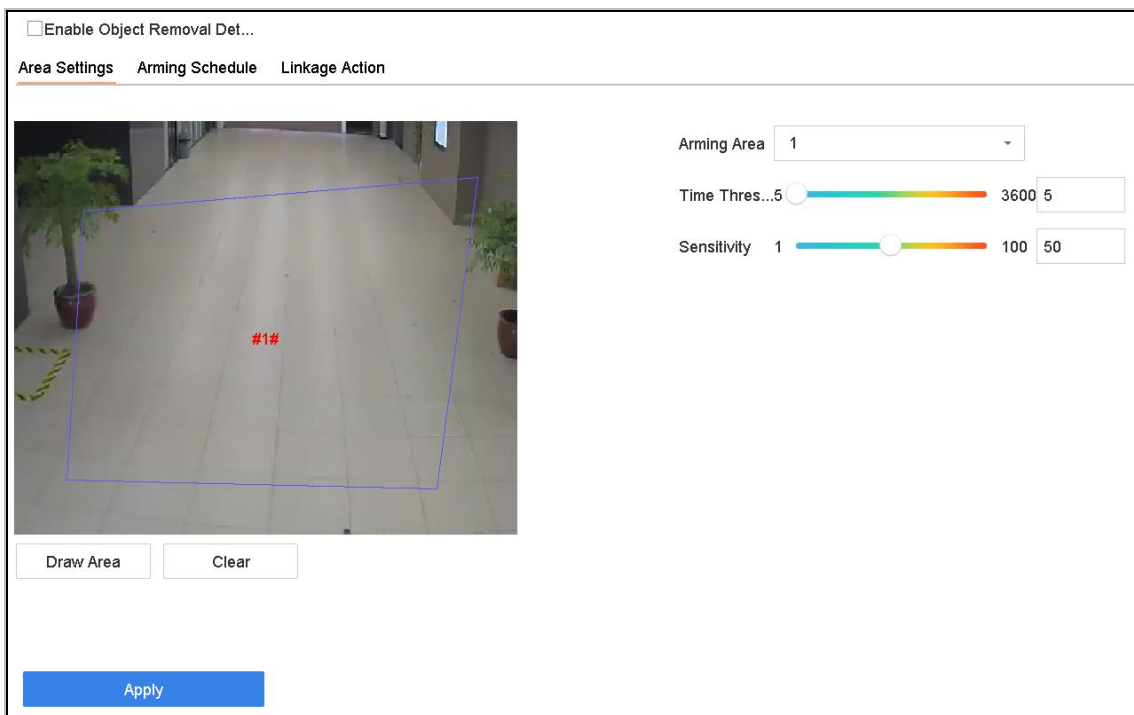 Enable Object Removal Det...
Area Settings Arming Schedule Linkage Action
Arming Area 1
Time Thres...5 3600 5
Sensitivity 1 100 50
#1#
Draw Area Clear
Apply